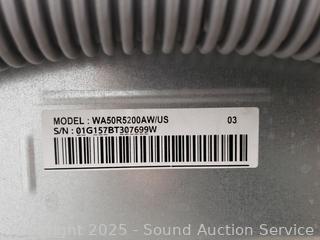 MODEL : WA50R5200AW/US 03
S/N : 01G157BT307699W
Copyright 2025 - Sound Auction Service